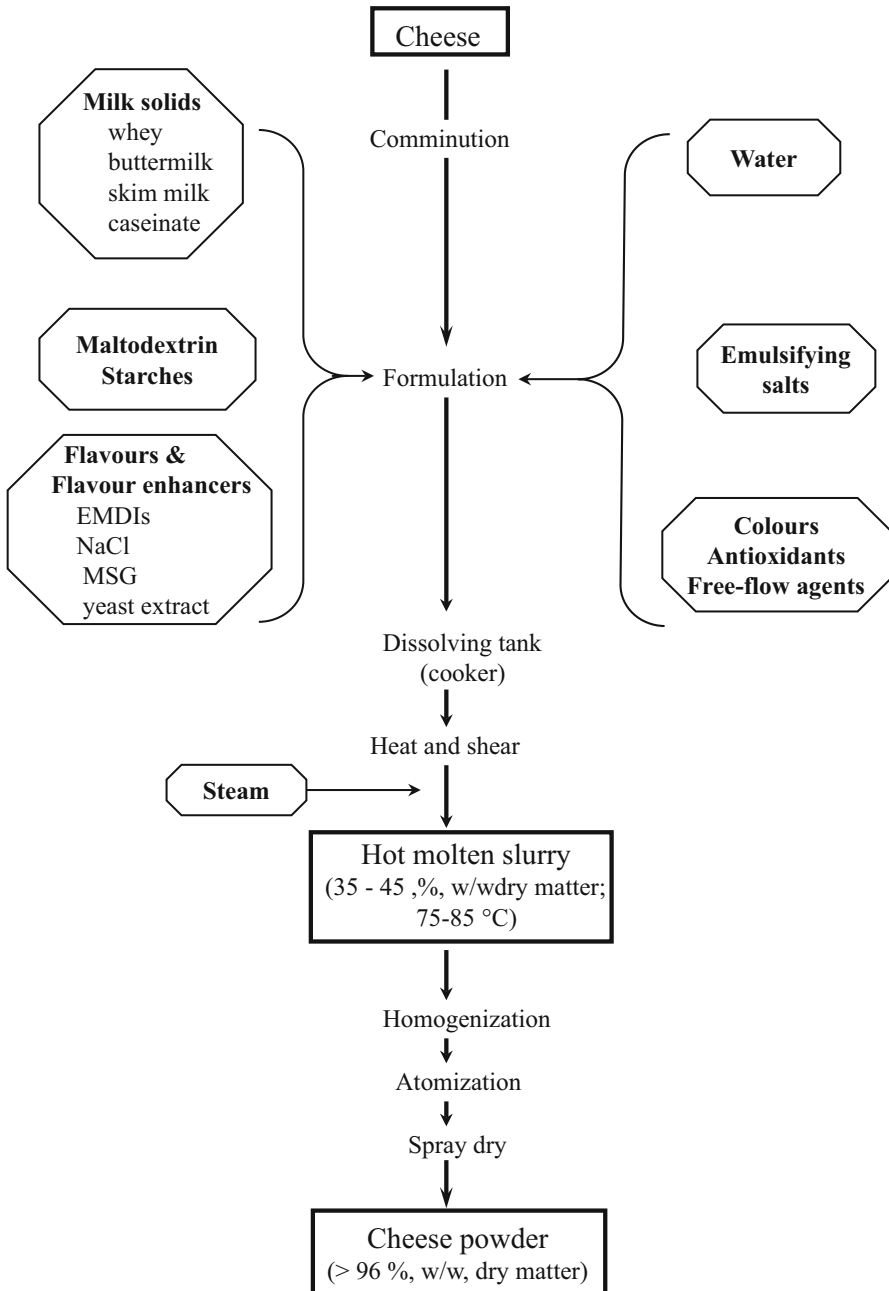 Cheese
Comminution
Milk solids
whey
buttermilk
skim milk
caseinate
Water
Maltodextrin
Starches
Formulation
Emulsifying
salts
Flavours &
Flavour enhancers
EMDIs
NaCl
MSG
yeast extract
Colours
Antioxidants
Free-flow agents
Dissolving tank
(cooker)
Heat and shear
Steam
Hot molten slurry
(35 - 45 ,%, w/wdry matter;
75-85 °C)
Homogenization
Atomization
Spray dry
Cheese powder
(> 96 %, w/w, dry matter)